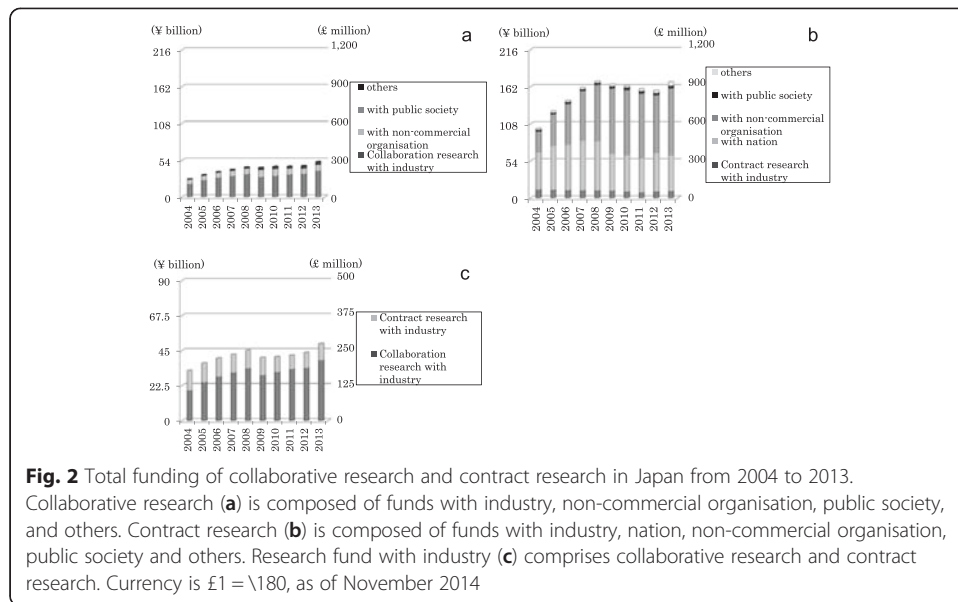 (¥ billion)
(£ million)
a
216
162
108
54
0
1,200
900
600
300
0
2004
2005
2006
2007
2008
2009
2010
2011
2012
2013
others
with public society
with non-commercial
organisation
Collaboration research
with industry
(¥ billion)
(£ million)
b
216
162
108
54
0
1,200
900
600
300
0
2004
2005
2006
2007
2008
2009
2010
2011
2012
2013
others
with public society
with non-commercial
organisation
with nation
Contract research
with industry
(¥ billion)
(£ million)
c
90
67.5
45
22.5
0
500
375
250
125
0
2004
2005
2006
2007
2008
2009
2010
2011
2012
2013
Contract research
with industry
Collaboration
research with
industry
Fig. 2 Total funding of collaborative research and contract research in Japan from 2004 to 2013.
Collaborative research (a) is composed of funds with industry, non-commercial organisation, public society,
and others. Contract research (b) is composed of funds with industry, nation, non-commercial organisation,
public society and others. Research fund with industry (c) comprises collaborative research and contract
research. Currency is £1 = \180, as of November 2014